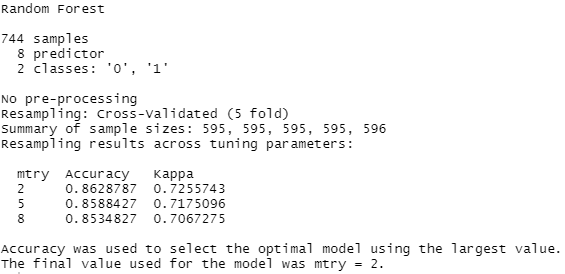 Random Forest
744 samples
8 predictor
2 classes: '0', '1'
No pre-processing
Resampling: Cross-Validated (5 fold)
Summary of sample sizes: 595, 595, 595, 595, 596
Resampling results across tuning parameters:
mtry Accuracy Kappa
2 0.8628787 0.7255743
5 0.8588427 0.7175096
8 0.8534827 0.7067275
Accuracy was used to select the optimal model using the largest value.
The final value used for the model was mtry = 2.